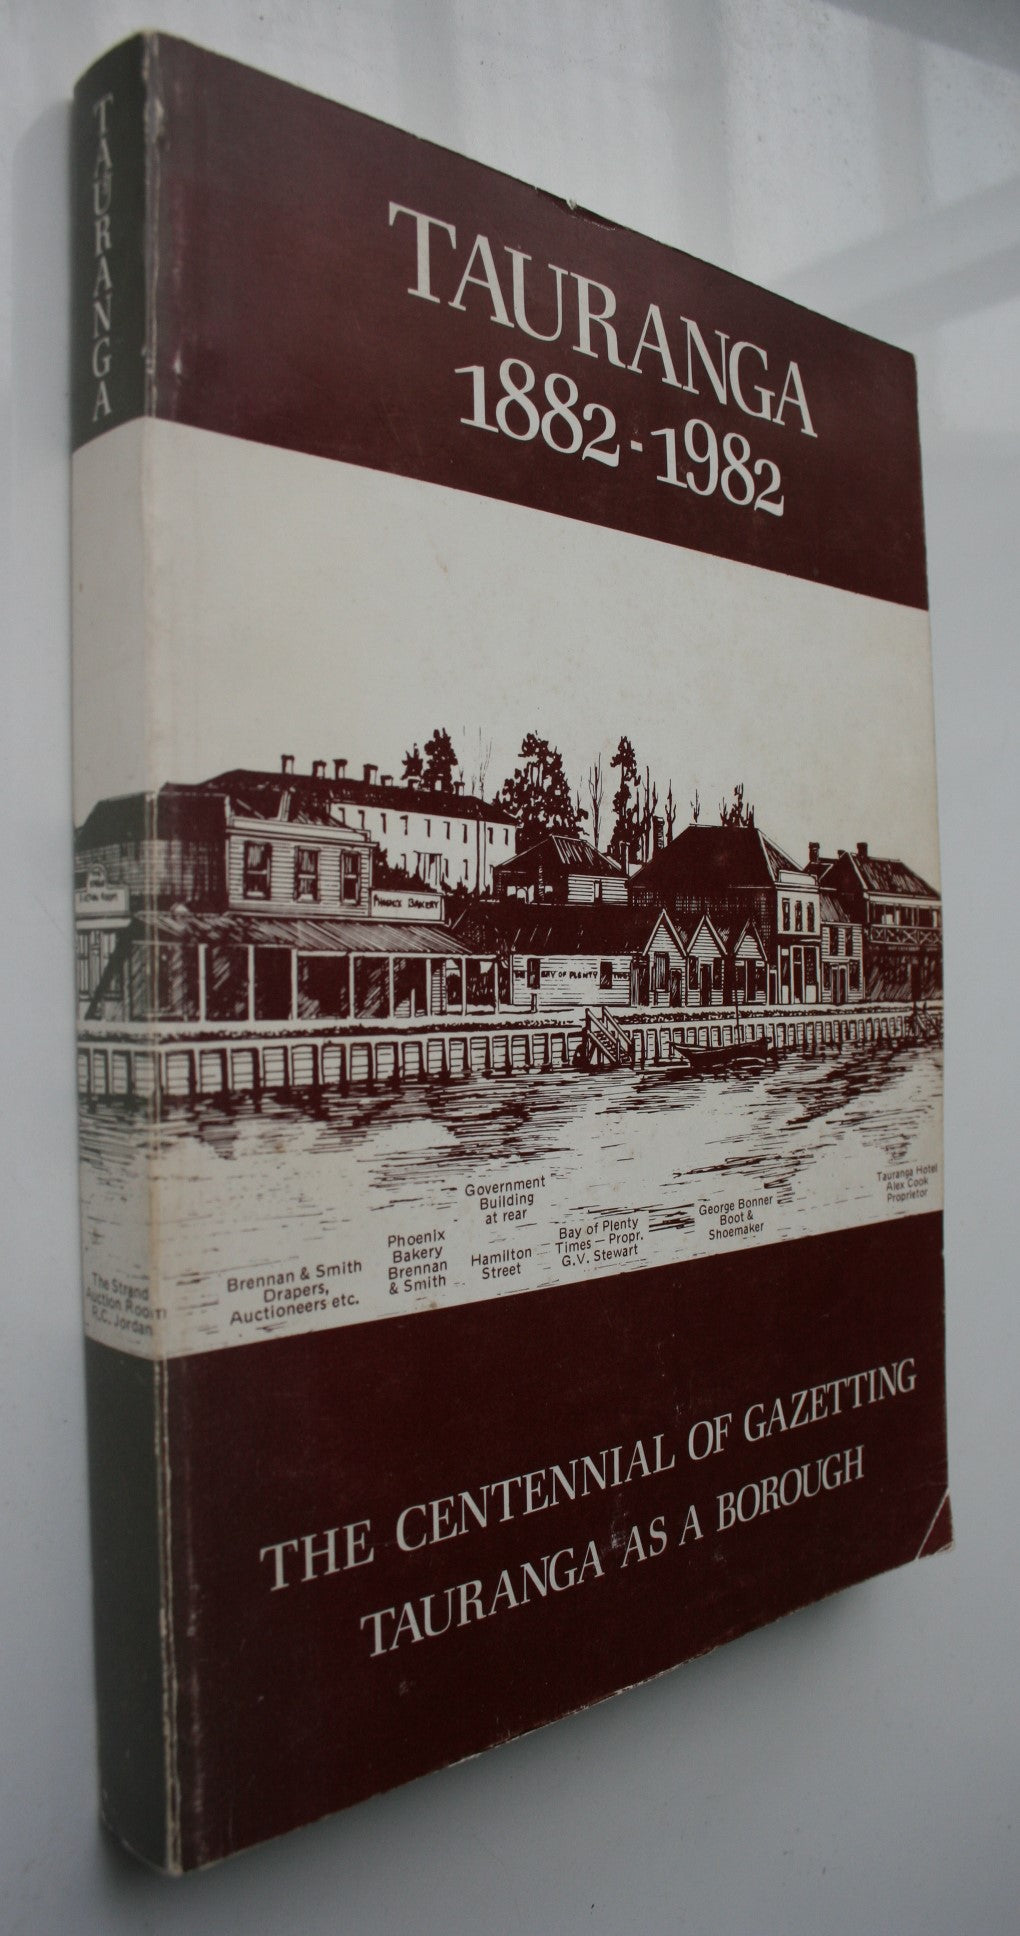 TAURANGA
TAURANGA
1882-1982
PHOENIX BAKERY
BAY OF PLENTY
Government
Building
at rear
Tauranga Hotel
Alex Cook
Proprietor
George Bonner
Boot &
Shoemaker
Bay of Plenty
Times — Propr.
G.V. Stewart
Hamilton
Street
Phoenix
Bakery
Brennan
& Smith
Brennan & Smith
Drapers,
Auctioneers etc.
The Strand
Auction Room
R.C. Jordan
THE CENTENNIAL OF GAZETTING
TAURANGA AS A BOROUGH